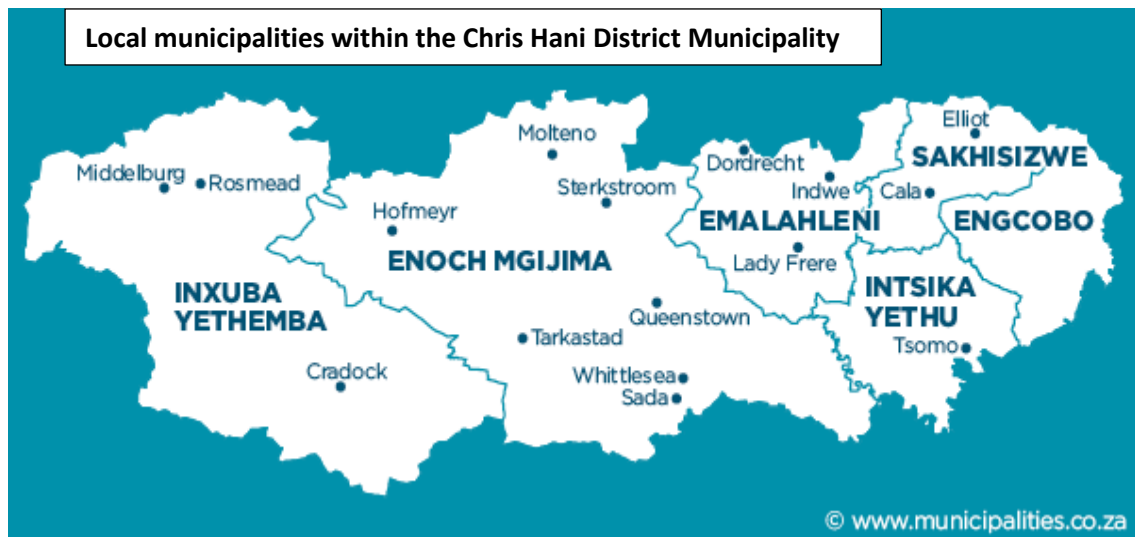 Local municipalities within the Chris Hani District Municipality
Elliot
Molteno
SAKHISIZWE
Dordrecht
Middelburg
Rosmead
Sterkstroom
Indwe
Cala
Hofmeyr
EMALAHLENI
ENGCOBO
ENOCH MGIJIMA
Lady Frere
INXUBA
YETHEMBA
INTSIKA
YETHU
Queenstown
Tarkastad
Tsomo
Cradock
Whittlesea
Sada
© www.municipalities.co.za